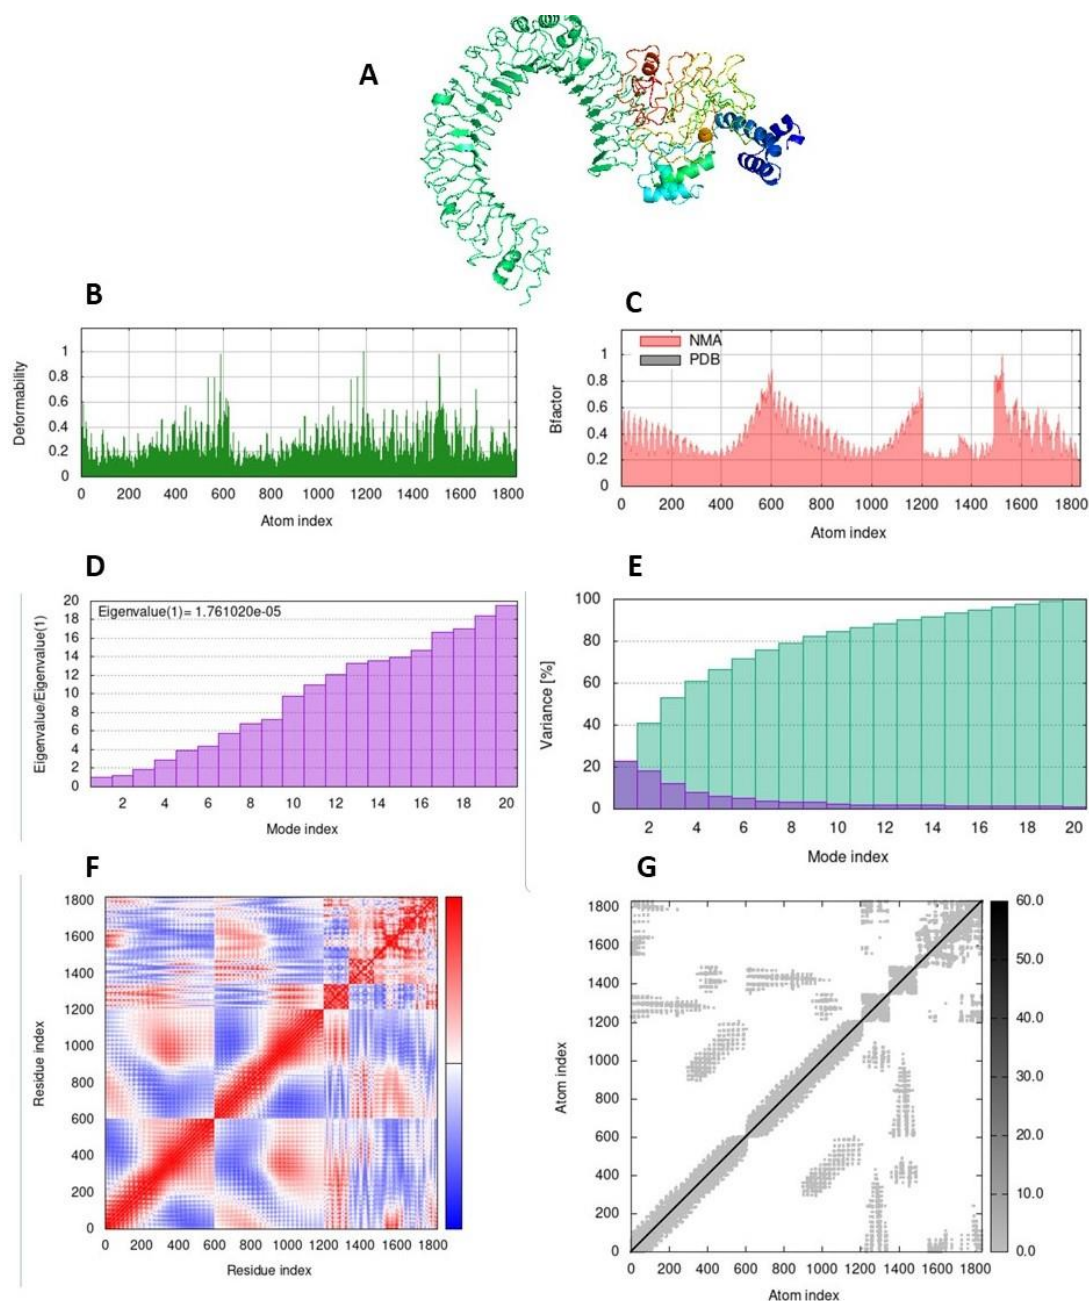 A
B
1
0.8
0.6
0.4
0.2
0
Deformability
0 200 400 600 800 1000 1200 1400 1600 1800
Atom index
C
NMA
PDB
1
0.8
0.6
0.4
0.2
0
Bfactor
0 200 400 600 800 1000 1200 1400 1600 1800
Atom index
D
Eigenvalue(1)= 1.761020e-05
20
18
16
14
12
10
8
6
4
2
0
Eigenvalue/Eigenvalue(1)
2 4 6 8 10 12 14 16 18 20
Mode index
E
100
80
60
40
20
0
Variance [%]
2 4 6 8 10 12 14 16 18 20
Mode index
F
1800
1600
1400
1200
1000
800
600
400
200
0
Residue index
0 200 400 600 800 1000 1200 1400 1600 1800
Residue index
G
1800
1600
1400
1200
1000
800
600
400
200
0
Atom index
0 200 400 600 800 1000 1200 1400 1600 1800
Atom index
60.0
50.0
40.0
30.0
20.0
10.0
0.0